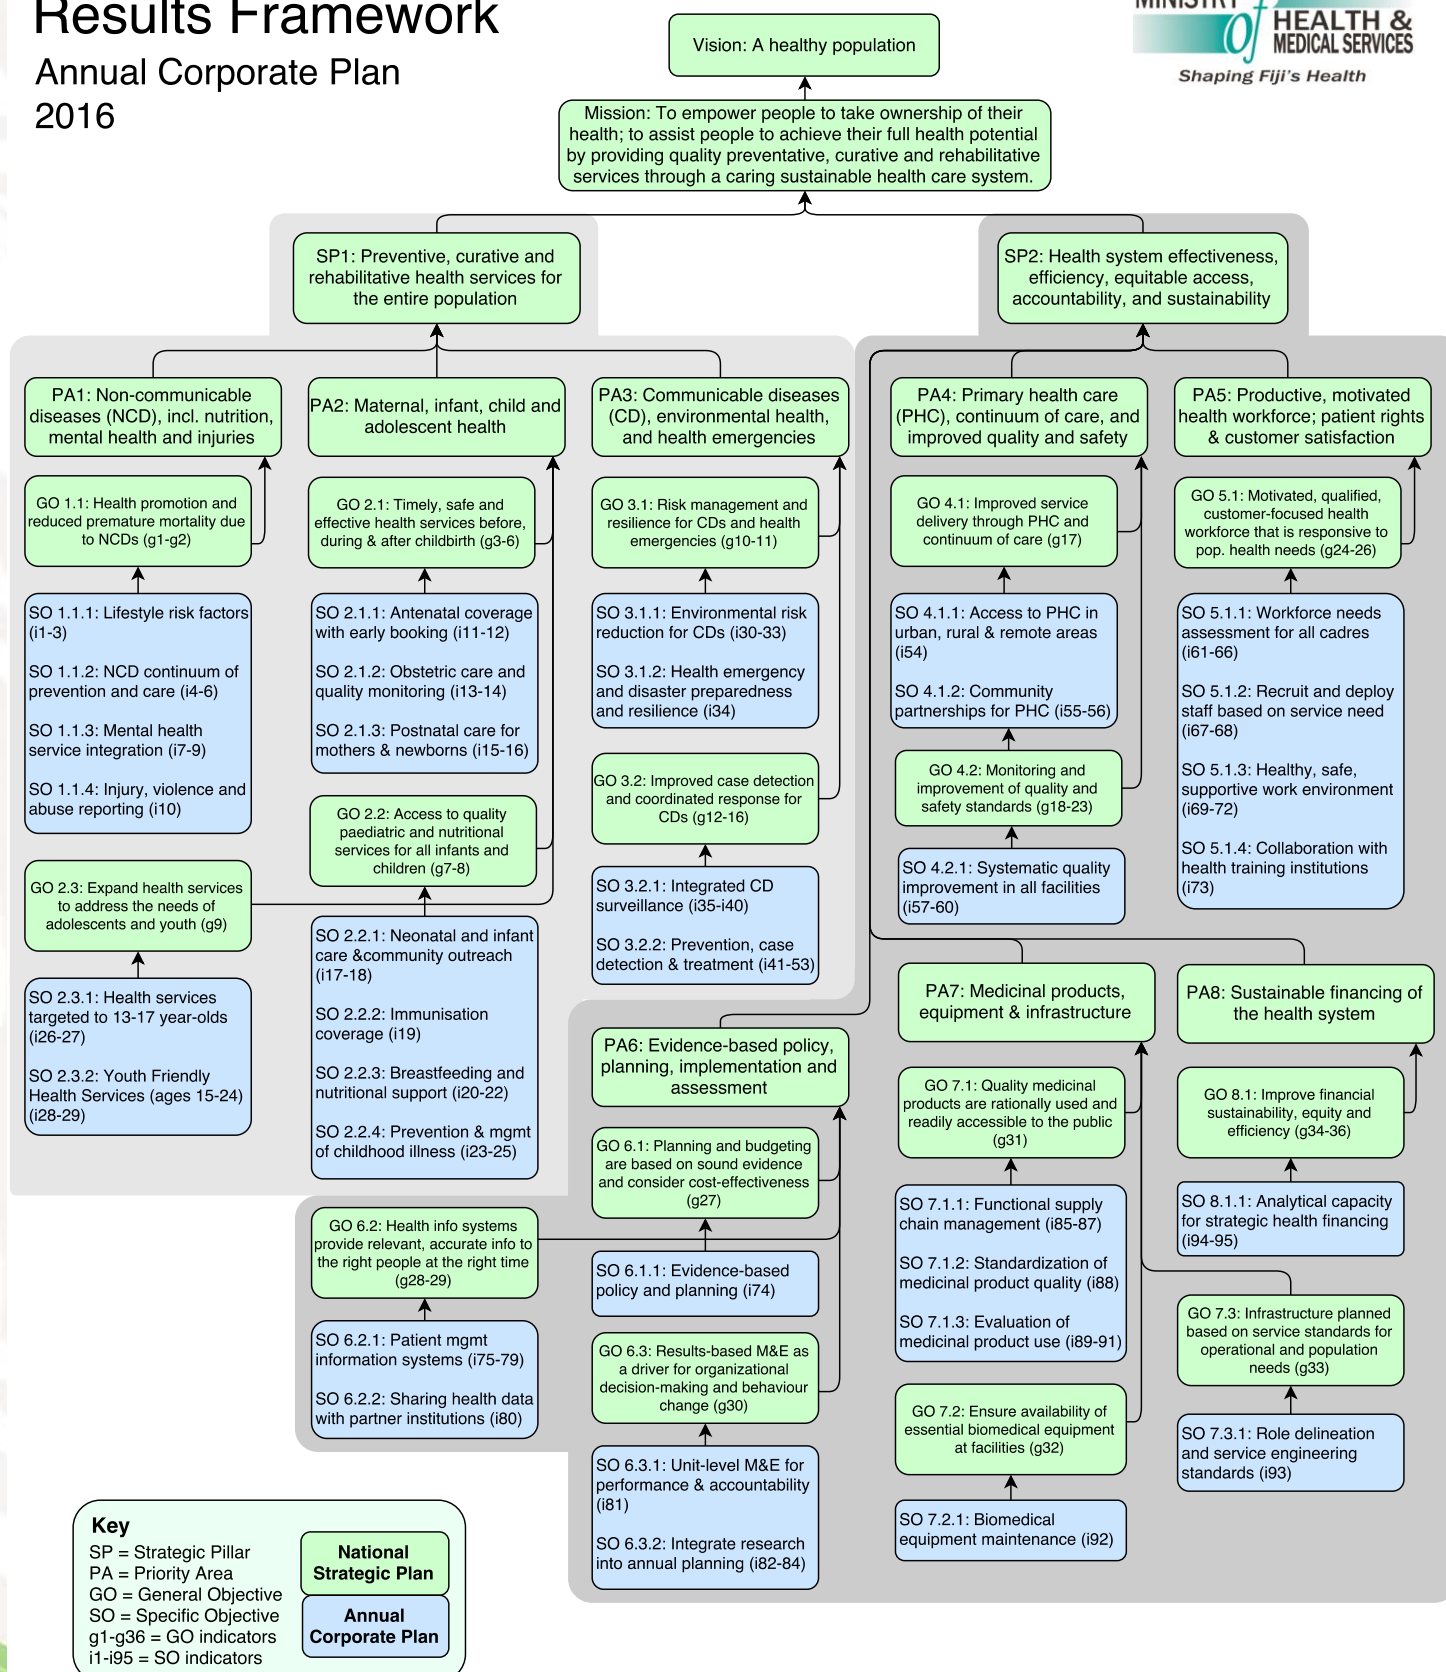 Results Framework
Annual Corporate Plan
2016
MINISTRY
of HEALTH &
MEDICAL SERVICES
Shaping Fiji's Health
Vision: A healthy population
Mission: To empower people to take ownership of their
health; to assist people to achieve their full health potential
by providing quality preventative, curative and rehabilitative
services through a caring sustainable health care system.
SP1: Preventive, curative and
rehabilitative health services for
the entire population
SP2: Health system effectiveness,
efficiency, equitable access,
accountability, and sustainability
PA1: Non-communicable
diseases (NCD), incl. nutrition,
mental health and injuries
GO 1.1: Health promotion and
reduced premature mortality due
to NCDs (g1-g2)
SO 1.1.1: Lifestyle risk factors
(i1-3)
SO 1.1.2: NCD continuum of
prevention and care (i4-6)
SO 1.1.3: Mental health
service integration (i7-9)
SO 1.1.4: Injury, violence and
abuse reporting (i10)
GO 2.3: Expand health services
to address the needs of
adolescents and youth (g9)
SO 2.3.1: Health services
targeted to 13-17 year-olds
(i26-27)
SO 2.3.2: Youth Friendly
Health Services (ages 15-24)
(i28-29)
PA2: Maternal, infant, child and
adolescent health
GO 2.1: Timely, safe and
effective health services before,
during & after childbirth (g3-6)
SO 2.1.1: Antenatal coverage
with early booking (i11-12)
SO 2.1.2: Obstetric care and
quality monitoring (i13-14)
SO 2.1.3: Postnatal care for
mothers & newborns (i15-16)
GO 2.2: Access to quality
paediatric and nutritional
services for all infants and
children (g7-8)
SO 2.2.1: Neonatal and infant
care &community outreach
(i17-18)
SO 2.2.2: Immunisation
coverage (i19)
SO 2.2.3: Breastfeeding and
nutritional support (i20-22)
SO 2.2.4: Prevention & mgmt
of childhood illness (i23-25)
PA3: Communicable diseases
(CD), environmental health,
and health emergencies
GO 3.1: Risk management and
resilience for CDs and health
emergencies (g10-11)
SO 3.1.1: Environmental risk
reduction for CDs (i30-33)
SO 3.1.2: Health emergency
and disaster preparedness
and resilience (i34)
GO 3.2: Improved case detection
and coordinated response for
CDs (g12-16)
SO 3.2.1: Integrated CD
surveillance (i35-i40)
SO 3.2.2: Prevention, case
detection & treatment (i41-53)
PA4: Primary health care
(PHC), continuum of care, and
improved quality and safety
GO 4.1: Improved service
delivery through PHC and
continuum of care (g17)
SO 4.1.1: Access to PHC in
urban, rural & remote areas
(i54)
SO 4.1.2: Community
partnerships for PHC (i55-56)
GO 4.2: Monitoring and
improvement of quality and
safety standards (g18-23)
SO 4.2.1: Systematic quality
improvement in all facilities
(i57-60)
PA5: Productive, motivated
health workforce; patient rights
& customer satisfaction
GO 5.1: Motivated, qualified,
customer-focused health
workforce that is responsive to
pop. health needs (g24-26)
SO 5.1.1: Workforce needs
assessment for all cadres
(i61-66)
SO 5.1.2: Recruit and deploy
staff based on service need
(i67-68)
SO 5.1.3: Healthy, safe,
supportive work environment
(i69-72)
SO 5.1.4: Collaboration with
health training institutions
(i73)
PA6: Evidence-based policy,
planning, implementation and
assessment
GO 6.1: Planning and budgeting
are based on sound evidence
and consider cost-effectiveness
(g27)
SO 6.1.1: Evidence-based
policy and planning (i74)
GO 6.2: Health info systems
provide relevant, accurate info to
the right people at the right time
(g28-29)
SO 6.2.1: Patient mgmt
information systems (i75-79)
SO 6.2.2: Sharing health data
with partner institutions (i80)
GO 6.3: Results-based M&E as
a driver for organizational
decision-making and behaviour
change (g30)
SO 6.3.1: Unit-level M&E for
performance & accountability
(i81)
SO 6.3.2: Integrate research
into annual planning (i82-84)
PA7: Medicinal products,
equipment & infrastructure
GO 7.1: Quality medicinal
products are rationally used and
readily accessible to the public
(g31)
SO 7.1.1: Functional supply
chain management (i85-87)
SO 7.1.2: Standardization of
medicinal product quality (i88)
SO 7.1.3: Evaluation of
medicinal product use (i89-91)
GO 7.2: Ensure availability of
essential biomedical equipment
at facilities (g32)
SO 7.2.1: Biomedical
equipment maintenance (i92)
PA8: Sustainable financing of
the health system
GO 8.1: Improve financial
sustainability, equity and
efficiency (g34-36)
SO 8.1.1: Analytical capacity
for strategic health financing
(i94-95)
GO 7.3: Infrastructure planned
based on service standards for
operational and population
needs (g33)
SO 7.3.1: Role delineation
and service engineering
standards (i93)
Key
SP = Strategic Pillar
PA = Priority Area
GO = General Objective
SO = Specific Objective
g1-g36 = GO indicators
i1-i95 = SO indicators
National
Strategic Plan
Annual
Corporate Plan